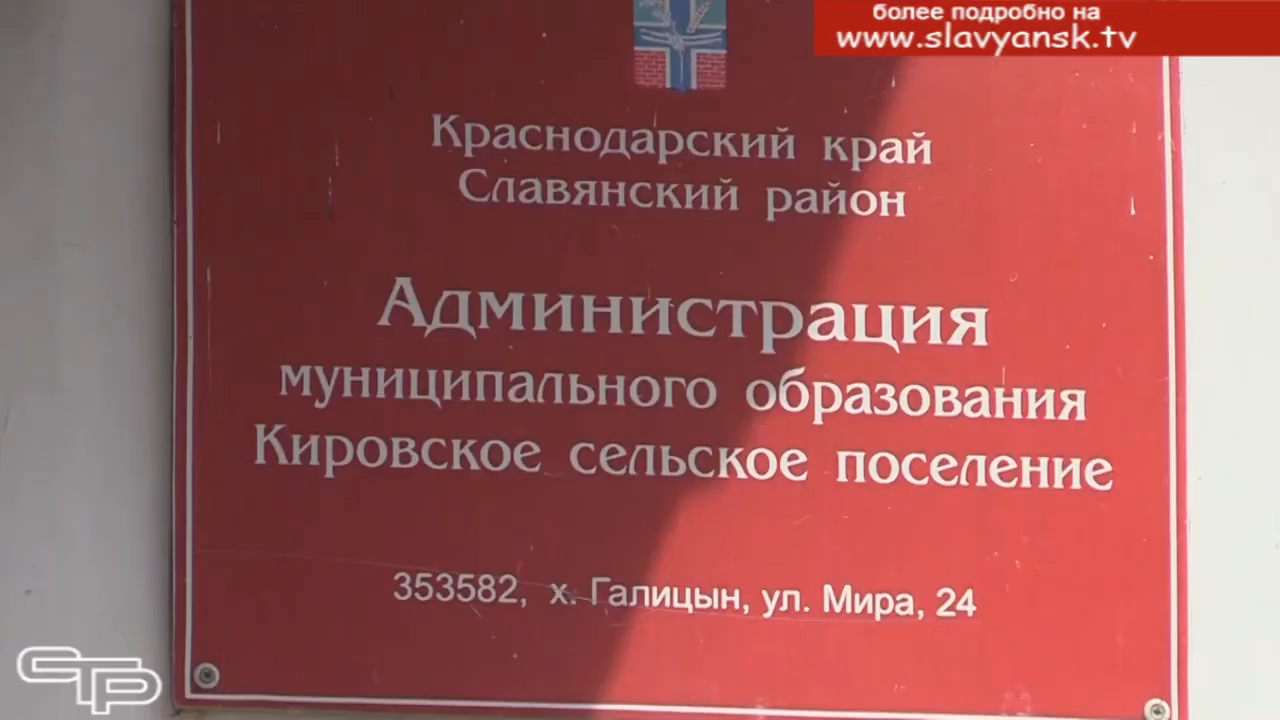 более подробно на
www.slavyansk.tv
Краснодарский край
Славянский район
Администрация
муниципального образования
Кировское сельское поселение
353582, х. Галицын, ул. Мира, 24
СТР